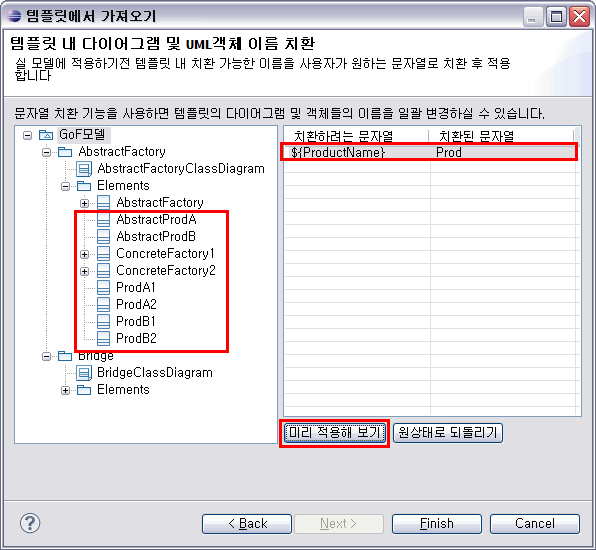 템플릿에서 가져오기
템플릿 내 다이어그램 및 UML객체 이름 치환
실 모델에 적용하기전 템플릿 내 치환 가능한 이름을 사용자가 원하는 문자열로 치환 후 적용
합니다
문자열 치환 기능을 사용하면 템플릿의 다이어그램 및 객체들의 이름을 일괄 변경하실 수 있습니다.
GoF모델
AbstractFactory
AbstractFactoryClassDiagram
Elements
AbstractFactory
AbstractProdA
AbstractProdB
ConcreteFactory1
ConcreteFactory2
ProdA1
ProdA2
ProdB1
ProdB2
Bridge
BridgeClassDiagram
Elements
치환하려는 문자열 치환된 문자열
${ProductName} Prod
미리 적용해 보기 원상태로 되돌리기
< Back Next > Finish Cancel